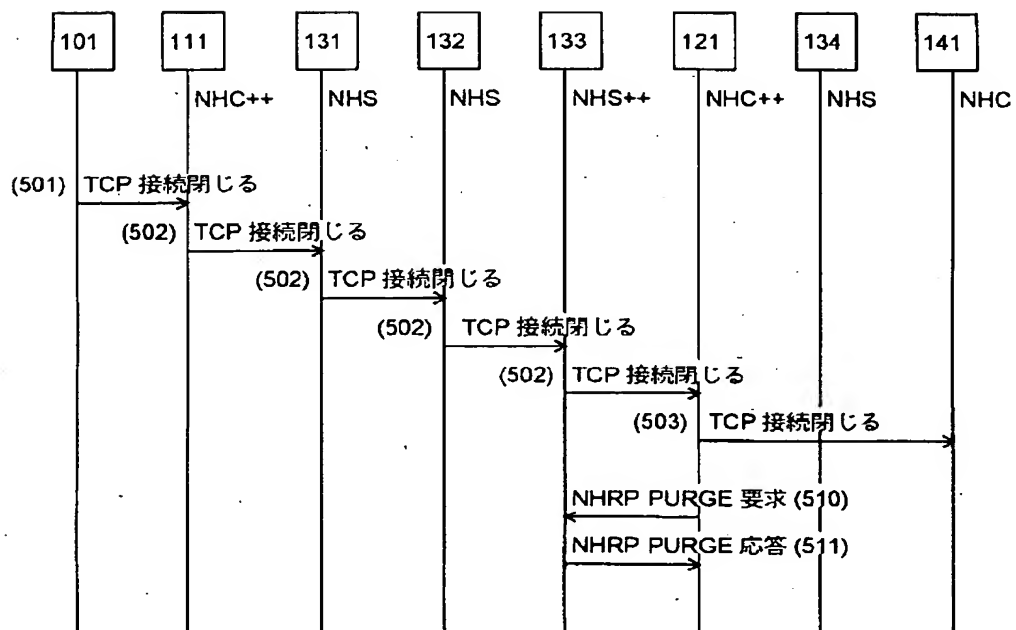 101 111 131 132 133 121 134 141
NHC++ NHS NHS NHS++ NHC++ NHS NHC
(501) TCP 接続閉じる
(502) TCP 接続閉じる
(502) TCP 接続閉じる
(502) TCP 接続閉じる
(502) TCP 接続閉じる
(503) TCP 接続閉じる
NHRP PURGE 要求 (510)
NHRP PURGE 応答 (511)